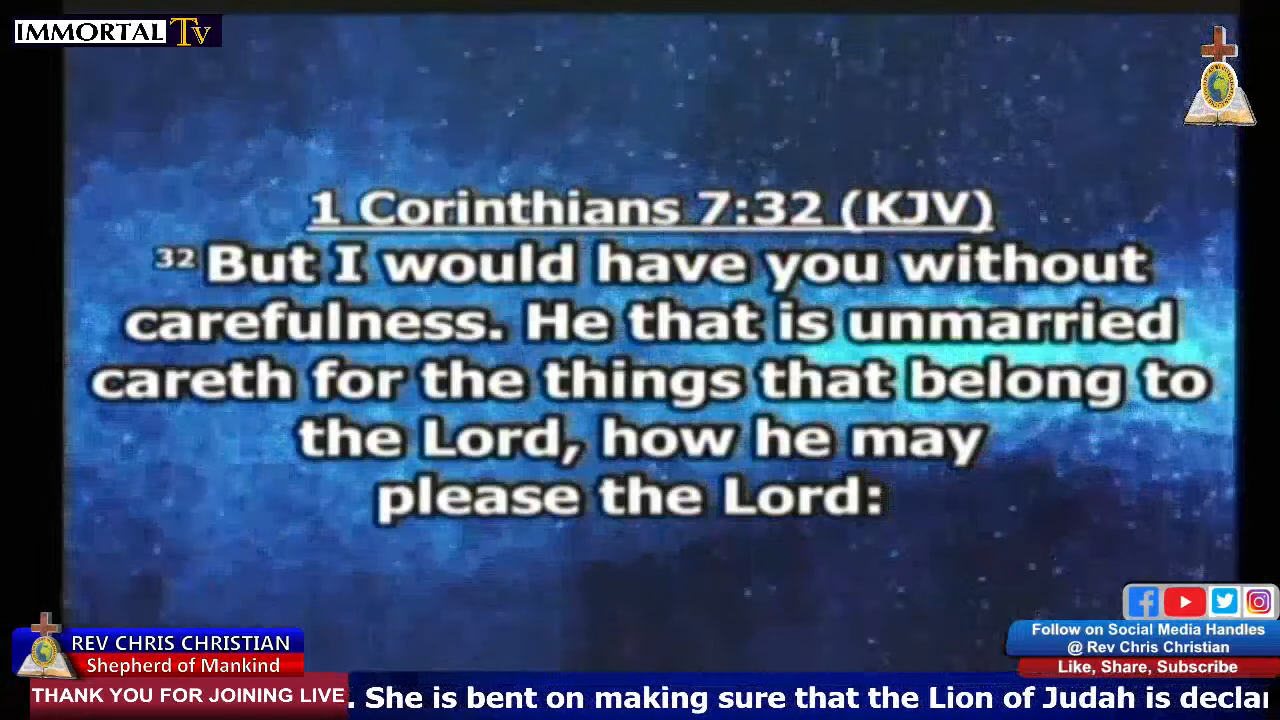 IMMORTAL Tv
1 Corinthians 7:32 (KJV)
32 But I would have you without
carefulness. He that is unmarried
careth for the things that belong to
the Lord, how he may
please the Lord:
REV CHRIS CHRISTIAN
Shepherd of Mankind
Follow on Social Media Handles
@ Rev Chris Christian
Like, Share, Subscribe
THANK YOU FOR JOINING LIVE
. She is bent on making sure that the Lion of Judah is declar